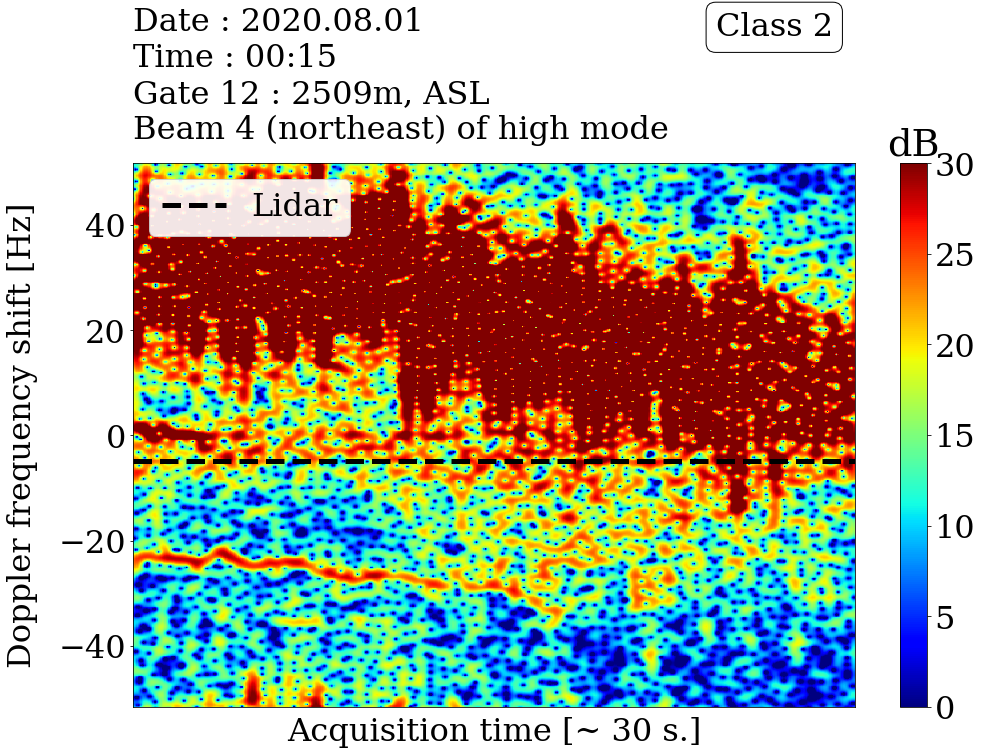 Date : 2020.08.01
Time : 00:15
Gate 12 : 2509m, ASL
Beam 4 (northeast) of high mode
Class 2
dB
Lidar
Doppler frequency shift [Hz]
40
20
0
−20
−40
30
25
20
15
10
5
0
Acquisition time [~ 30 s.]